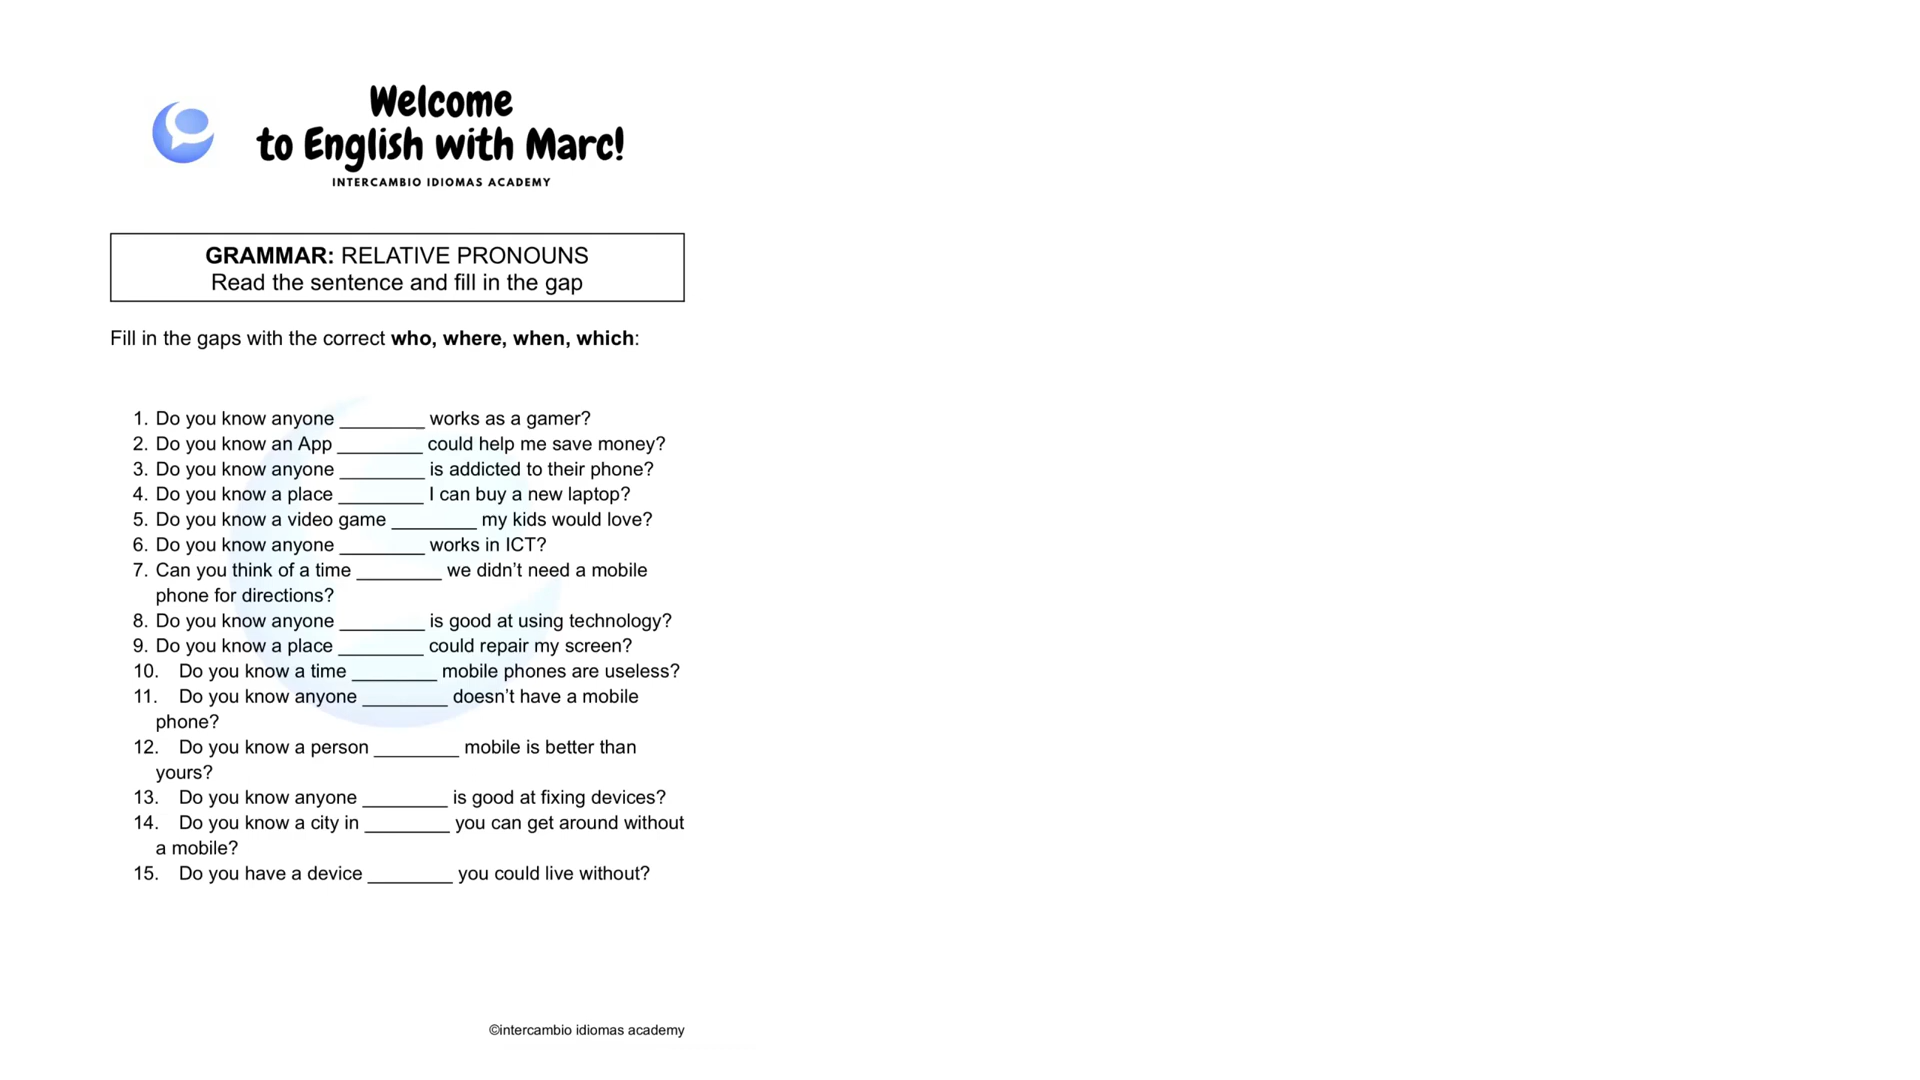 Welcome
to English with Marc!
INTERCAMBIO IDIOMAS ACADEMY
GRAMMAR: RELATIVE PRONOUNS
Read the sentence and fill in the gap
Fill in the gaps with the correct who, where, when, which:
1. Do you know anyone ________ works as a gamer?
2. Do you know an App ________ could help me save money?
3. Do you know anyone ________ is addicted to their phone?
4. Do you know a place ________ I can buy a new laptop?
5. Do you know a video game ________ my kids would love?
6. Do you know anyone ________ works in ICT?
7. Can you think of a time ________ we didn't need a mobile
phone for directions?
8. Do you know anyone ________ is good at using technology?
9. Do you know a place ________ could repair my screen?
10. Do you know a time ________ mobile phones are useless?
11. Do you know anyone ________ doesn't have a mobile
phone?
12. Do you know a person ________ mobile is better than
yours?
13. Do you know anyone ________ is good at fixing devices?
14. Do you know a city in ________ you can get around without
a mobile?
15. Do you have a device ________ you could live without?
©intercambio idiomas academy